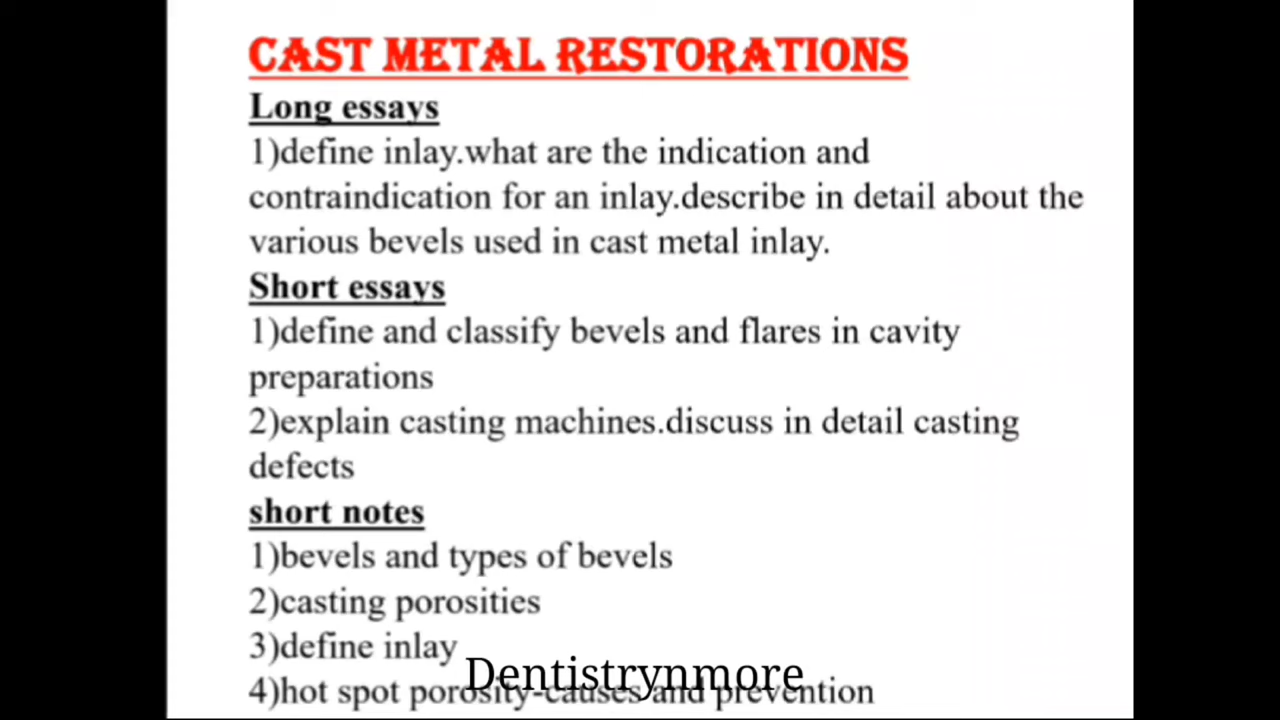 CAST METAL RESTORATIONS
Long essays
1)define inlay.what are the indication and
contraindication for an inlay.describe in detail about the
various bevels used in cast metal inlay.
Short essays
1)define and classify bevels and flares in cavity
preparations
2)explain casting machines.discuss in detail casting
defects
short notes
1)bevels and types of bevels
2)casting porosities
3)define inlay
Dentistrynmore
4)hot spot porosity-causes and prevention